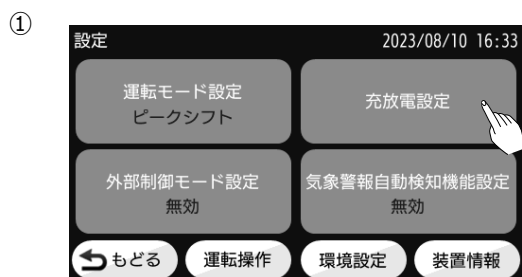 ①
設定 2023/08/10 16:33
運転モード設定
ピークシフト
充放電設定
外部制御モード設定
無効
気象警報自動検知機能設定
無効
もどる 運転操作 環境設定 装置情報